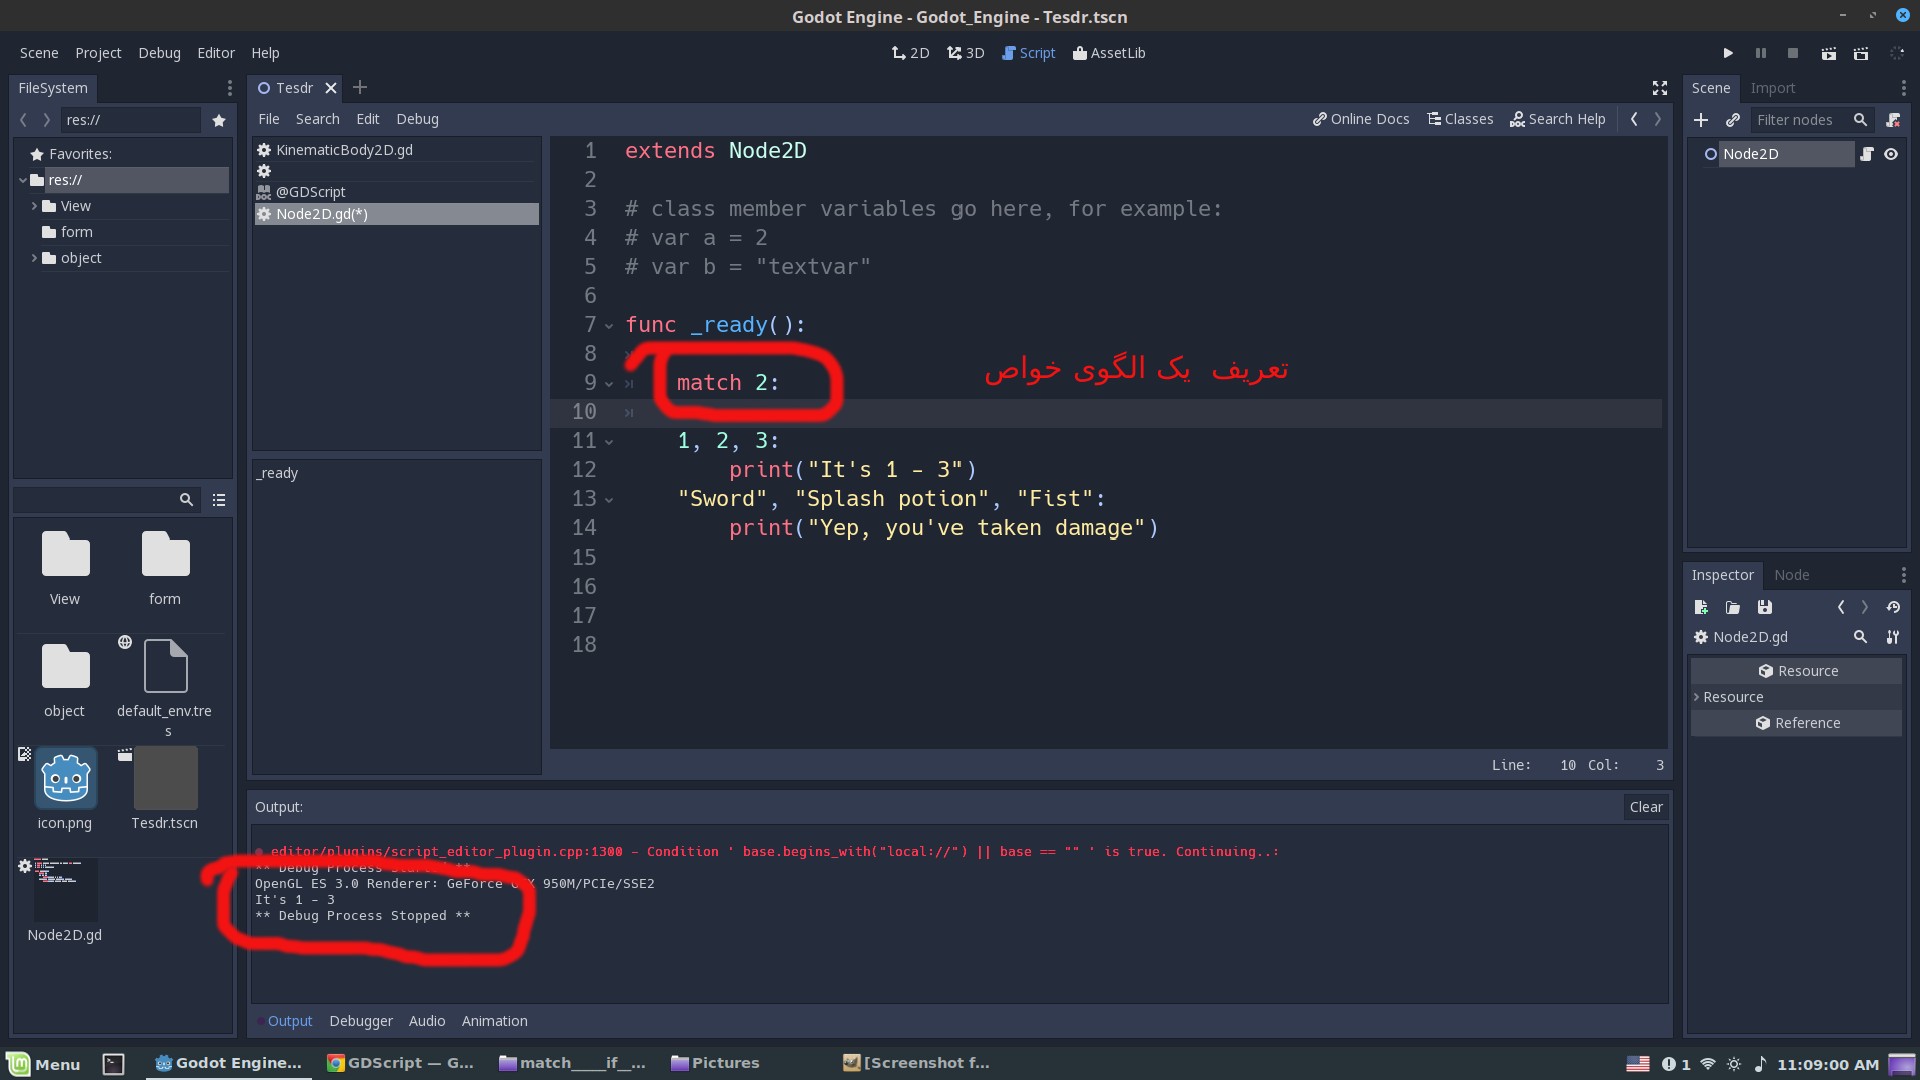 Godot Engine - Godot_Engine - Tesdr.tscn
Scene Project Debug Editor Help
2D 3D Script AssetLib
FileSystem
res://
Favorites:
res://
View
form
object
View
form
object
default_env.tre
s
icon.png
Tesdr.tscn
Node2D.gd
Tesdr
File Search Edit Debug
Online Docs Classes Search Help
KinematicBody2D.gd
@GDScript
Node2D.gd(*)
_ready
1 extends Node2D
2
3 # class member variables go here, for example:
4 # var a = 2
5 # var b = "textvar"
6
7 func _ready():
8
تعریف یک الگوی خواص
9 match 2:
10
11 1, 2, 3:
12 print("It's 1 - 3")
13 "Sword", "Splash potion", "Fist":
14 print("Yep, you've taken damage")
15
16
17
18
Line: 10 Col: 3
Output:
Clear
editor/plugins/script_editor_plugin.cpp:1300 - Condition ' base.begins_with("local://") || base == "" ' is true. Continuing..:
** Debug Process **
OpenGL ES 3.0 Renderer: GeForce 950M/PCIe/SSE2
It's 1 - 3
** Debug Process Stopped **
Output Debugger Audio Animation
Scene Import
Filter nodes
Node2D
Inspector Node
Node2D.gd
Resource
Resource
Reference
Menu
Godot Engine...
GDScript — G...
match_____if__...
Pictures
[Screenshot f...
1
11:09:00 AM